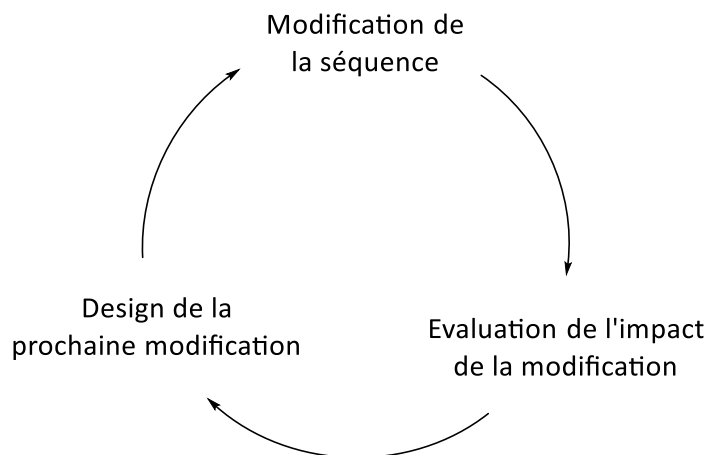 Modification de
la séquence
Evaluation de l'impact
de la modification
Design de la
prochaine modification